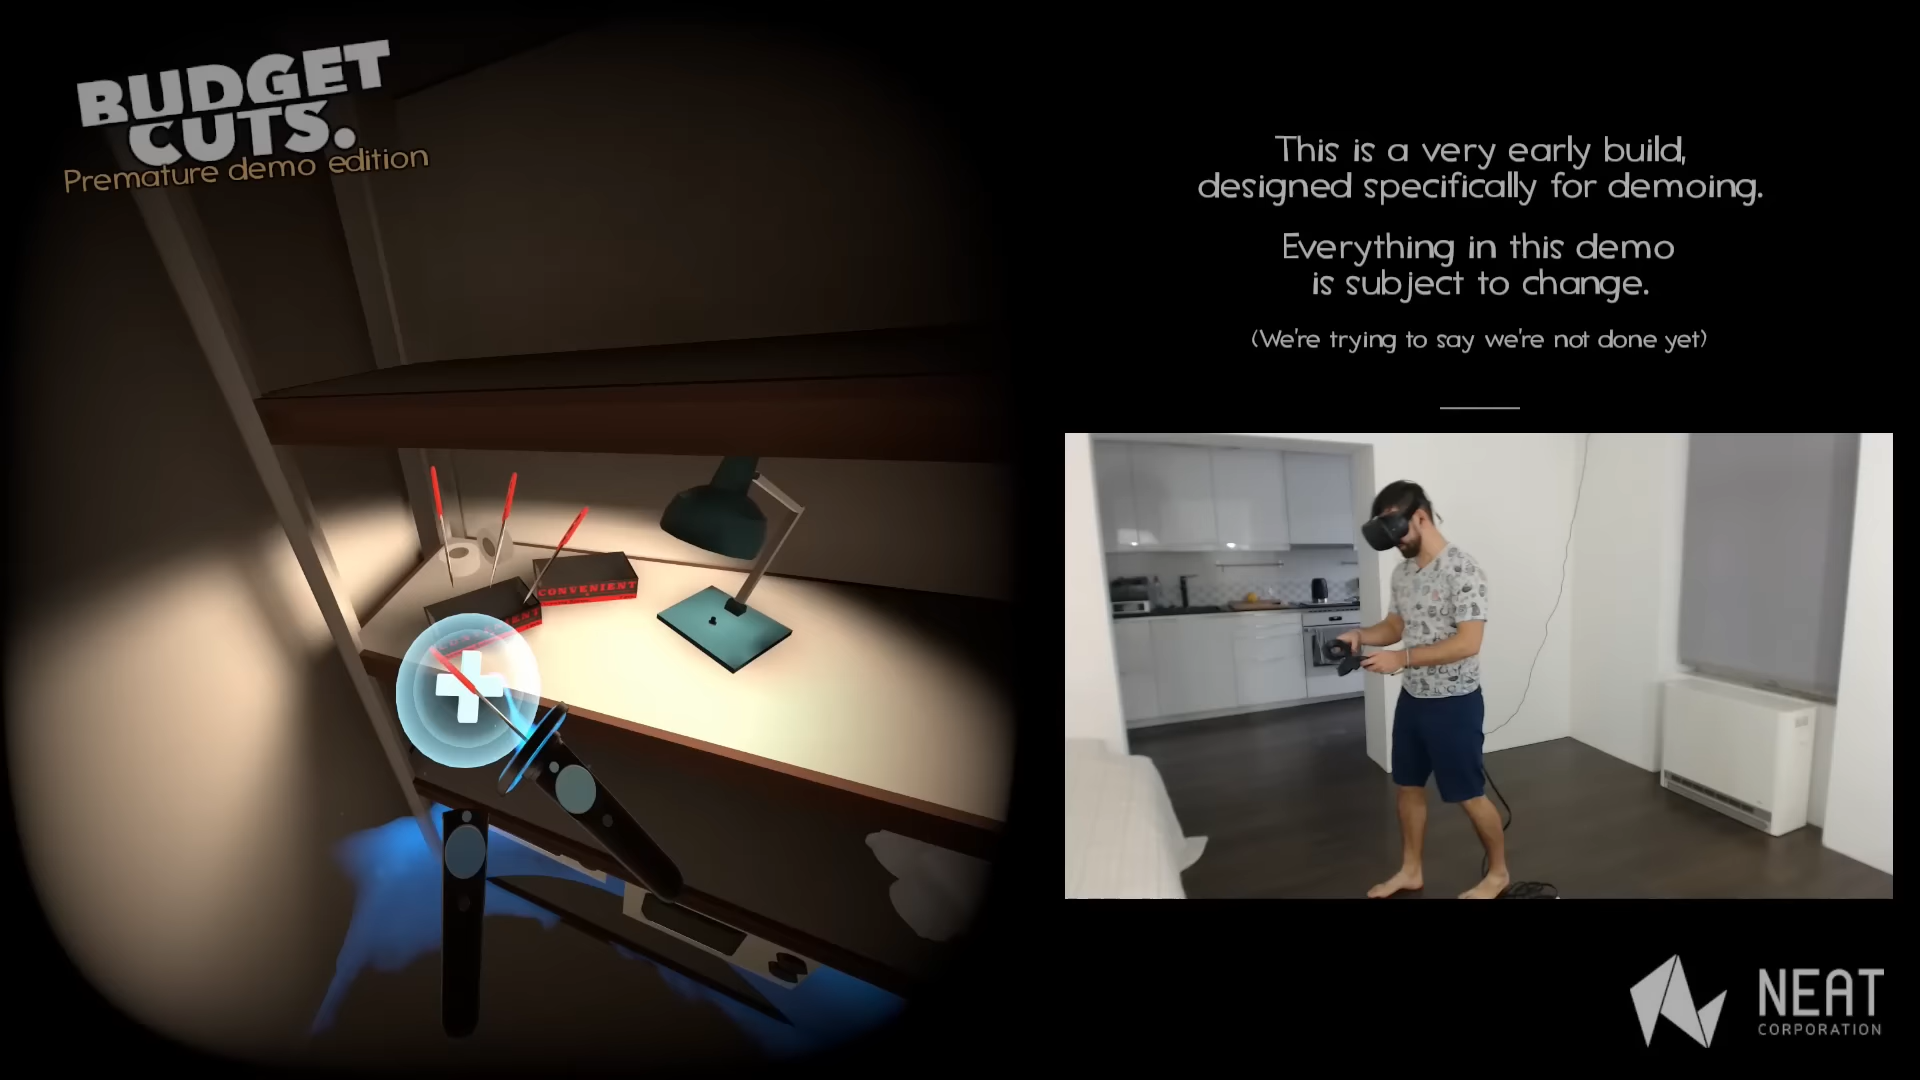 BUDGET
CUTS.
Premature demo edition
This is a very early build,
designed specifically for demoing.
Everything in this demo
is subject to change.
(We're trying to say we're not done yet)
CONVENIENT
NEAT
CORPORATION